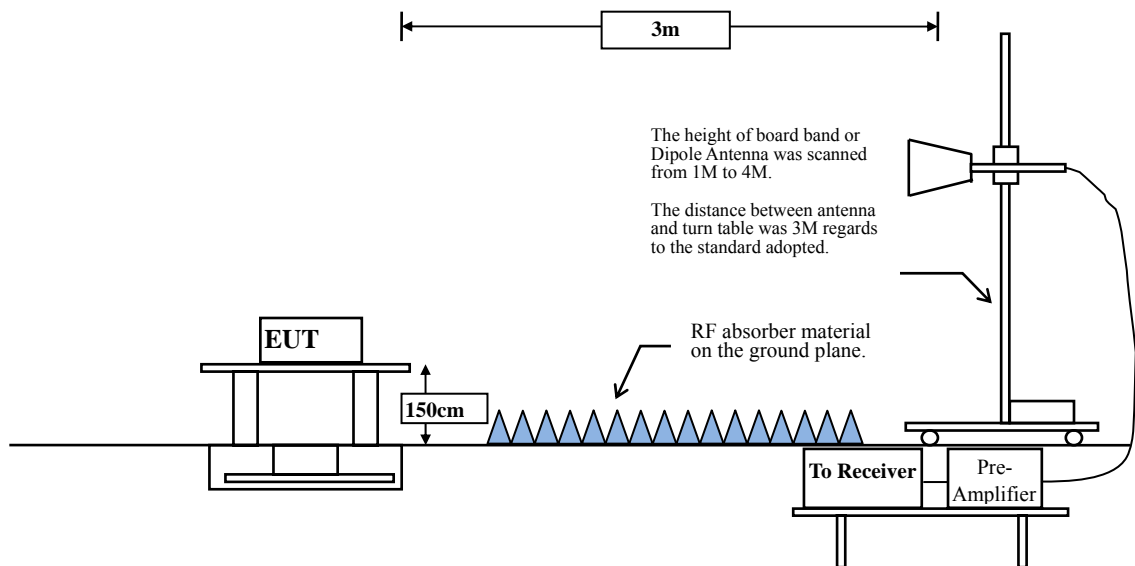 3m
The height of board band or
Dipole Antenna was scanned
from 1M to 4M.
The distance between antenna
and turn table was 3M regards
to the standard adopted.
EUT
RF absorber material
on the ground plane.
150cm
To Receiver
Pre-
Amplifier